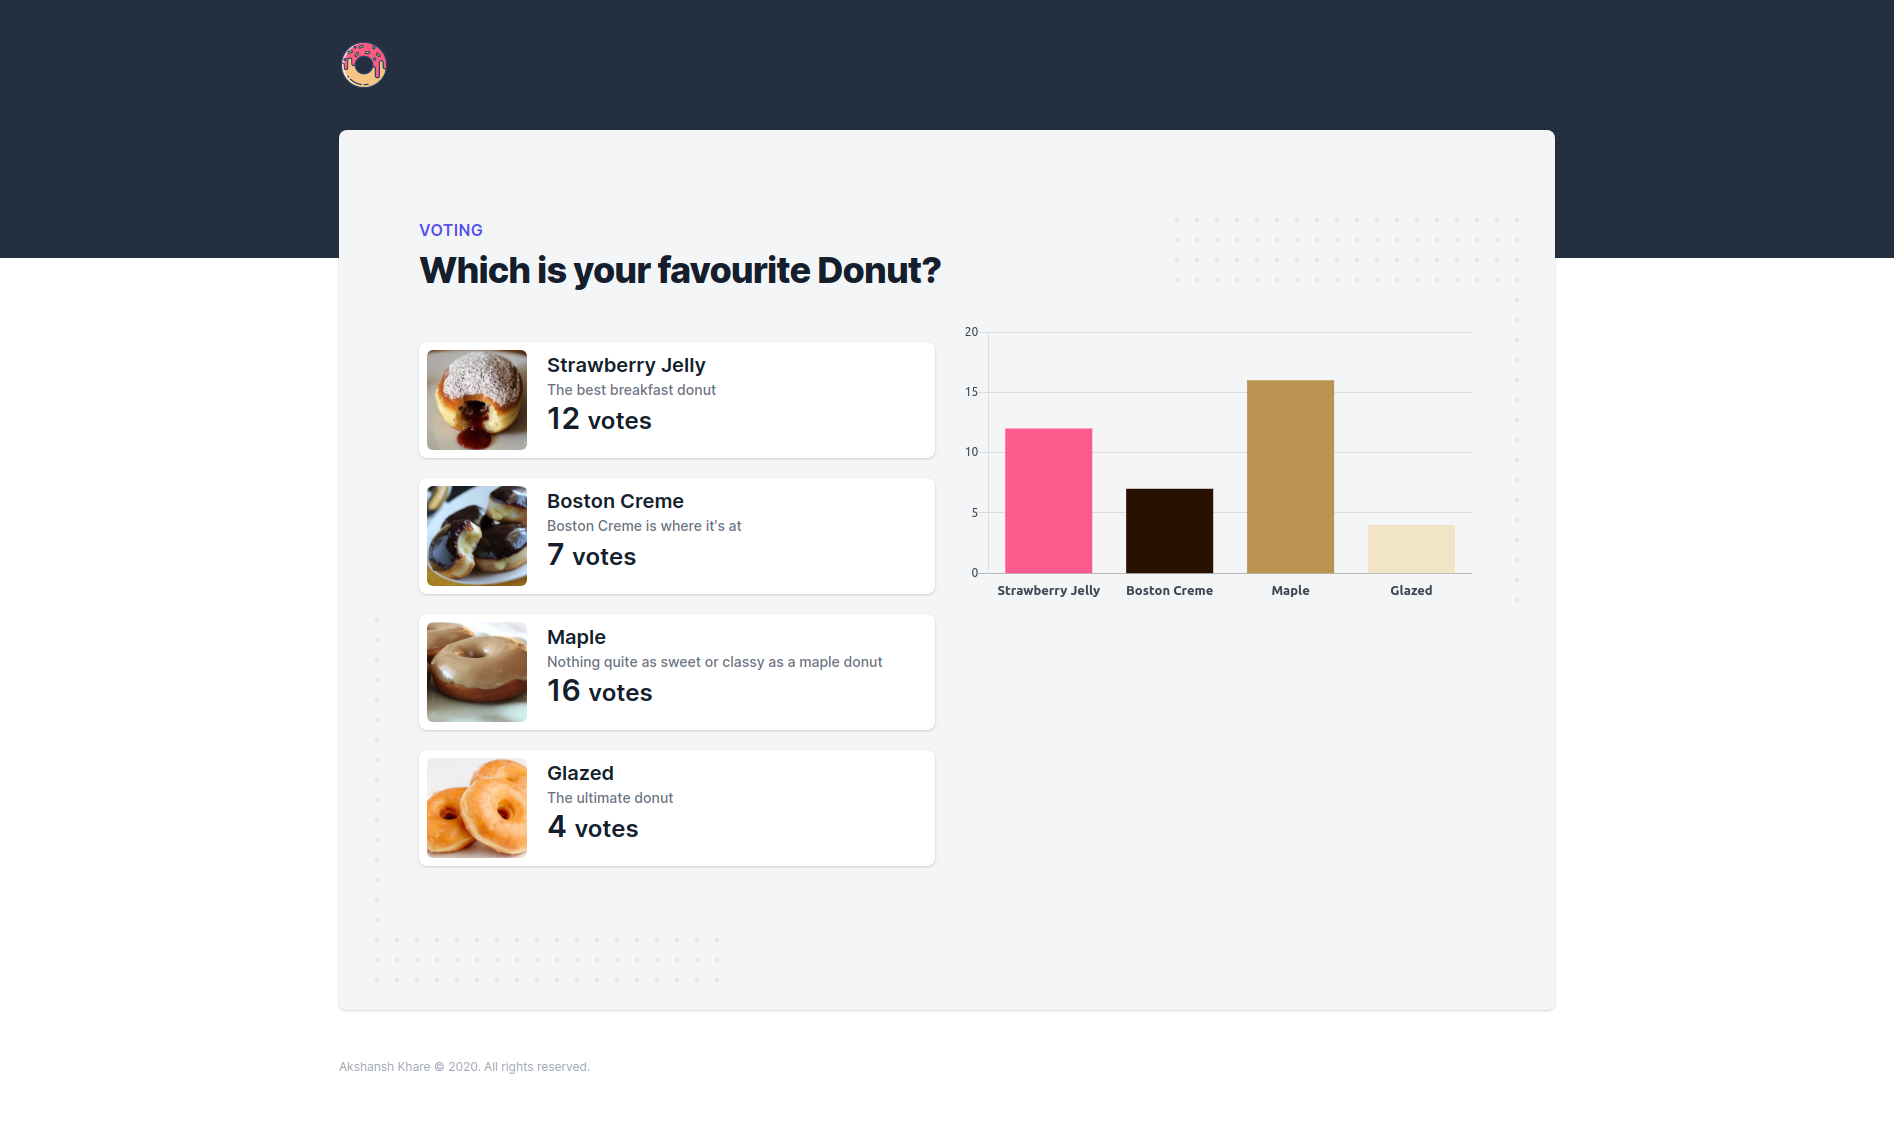 VOTING
Which is your favourite Donut?
Strawberry Jelly
The best breakfast donut
12 votes
Boston Creme
Boston Creme is where it's at
7 votes
Maple
Nothing quite as sweet or classy as a maple donut
16 votes
Glazed
The ultimate donut
4 votes
20
15
10
5
0
Strawberry Jelly Boston Creme Maple Glazed
Akshansh Khare © 2020. All rights reserved.